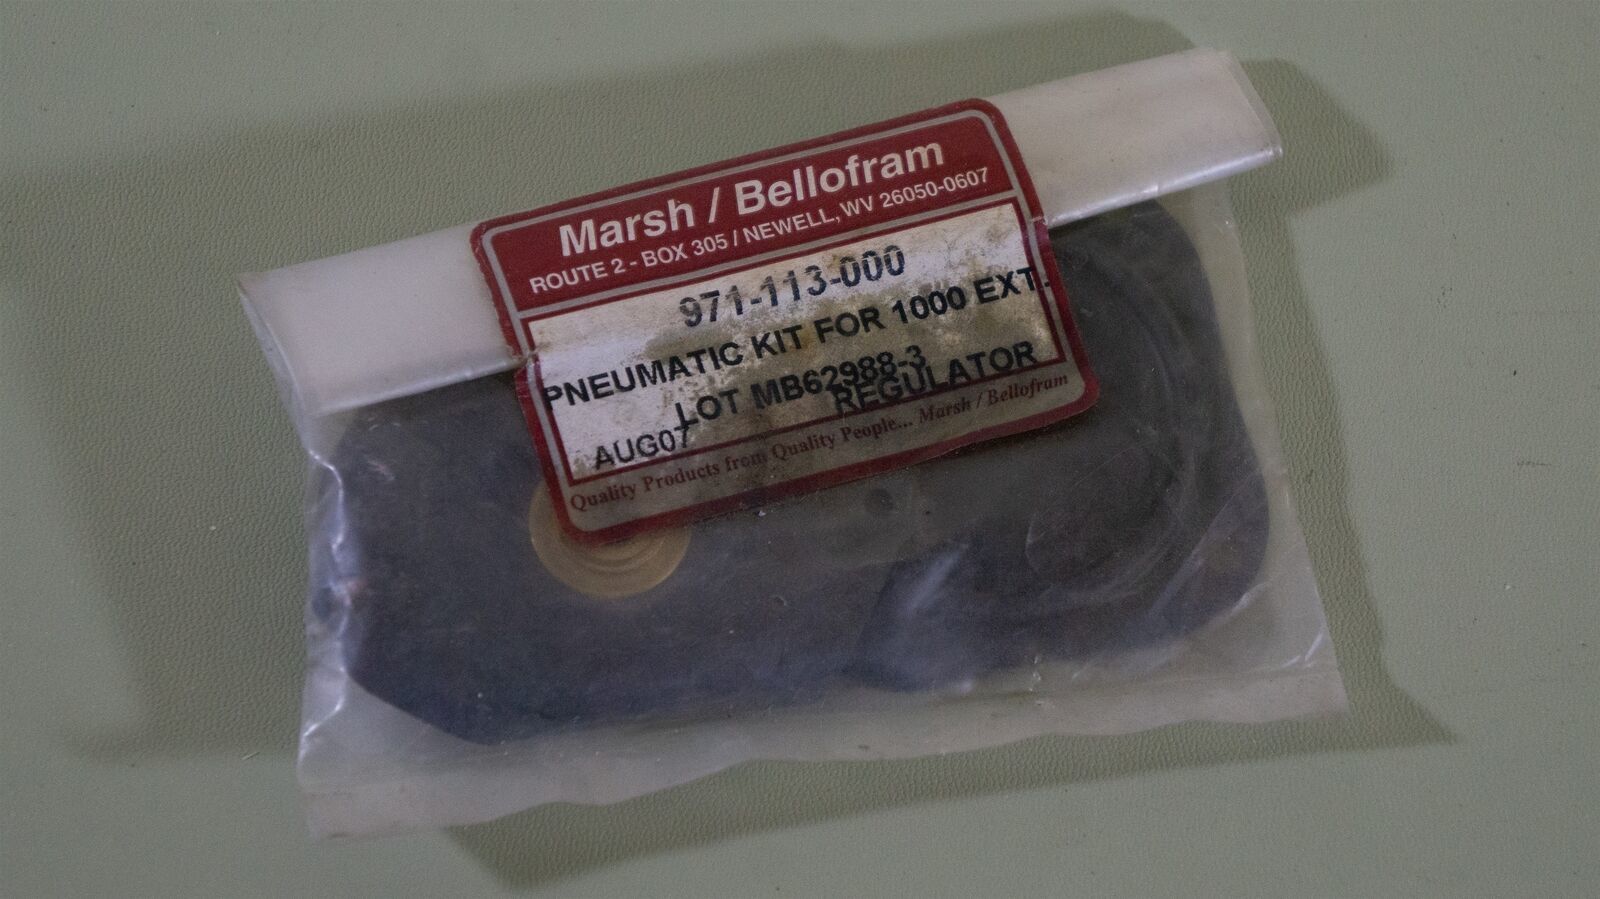 Marsh / Bellofram
ROUTE 2 - BOX 305 / NEWELL, WV 26050-0607
971-113-000
PNEUMATIC KIT FOR 1000 EXT.
LOT MB62988-3
REGULATOR
AUG07
Quality Products from Quality People... Marsh / Bellofram